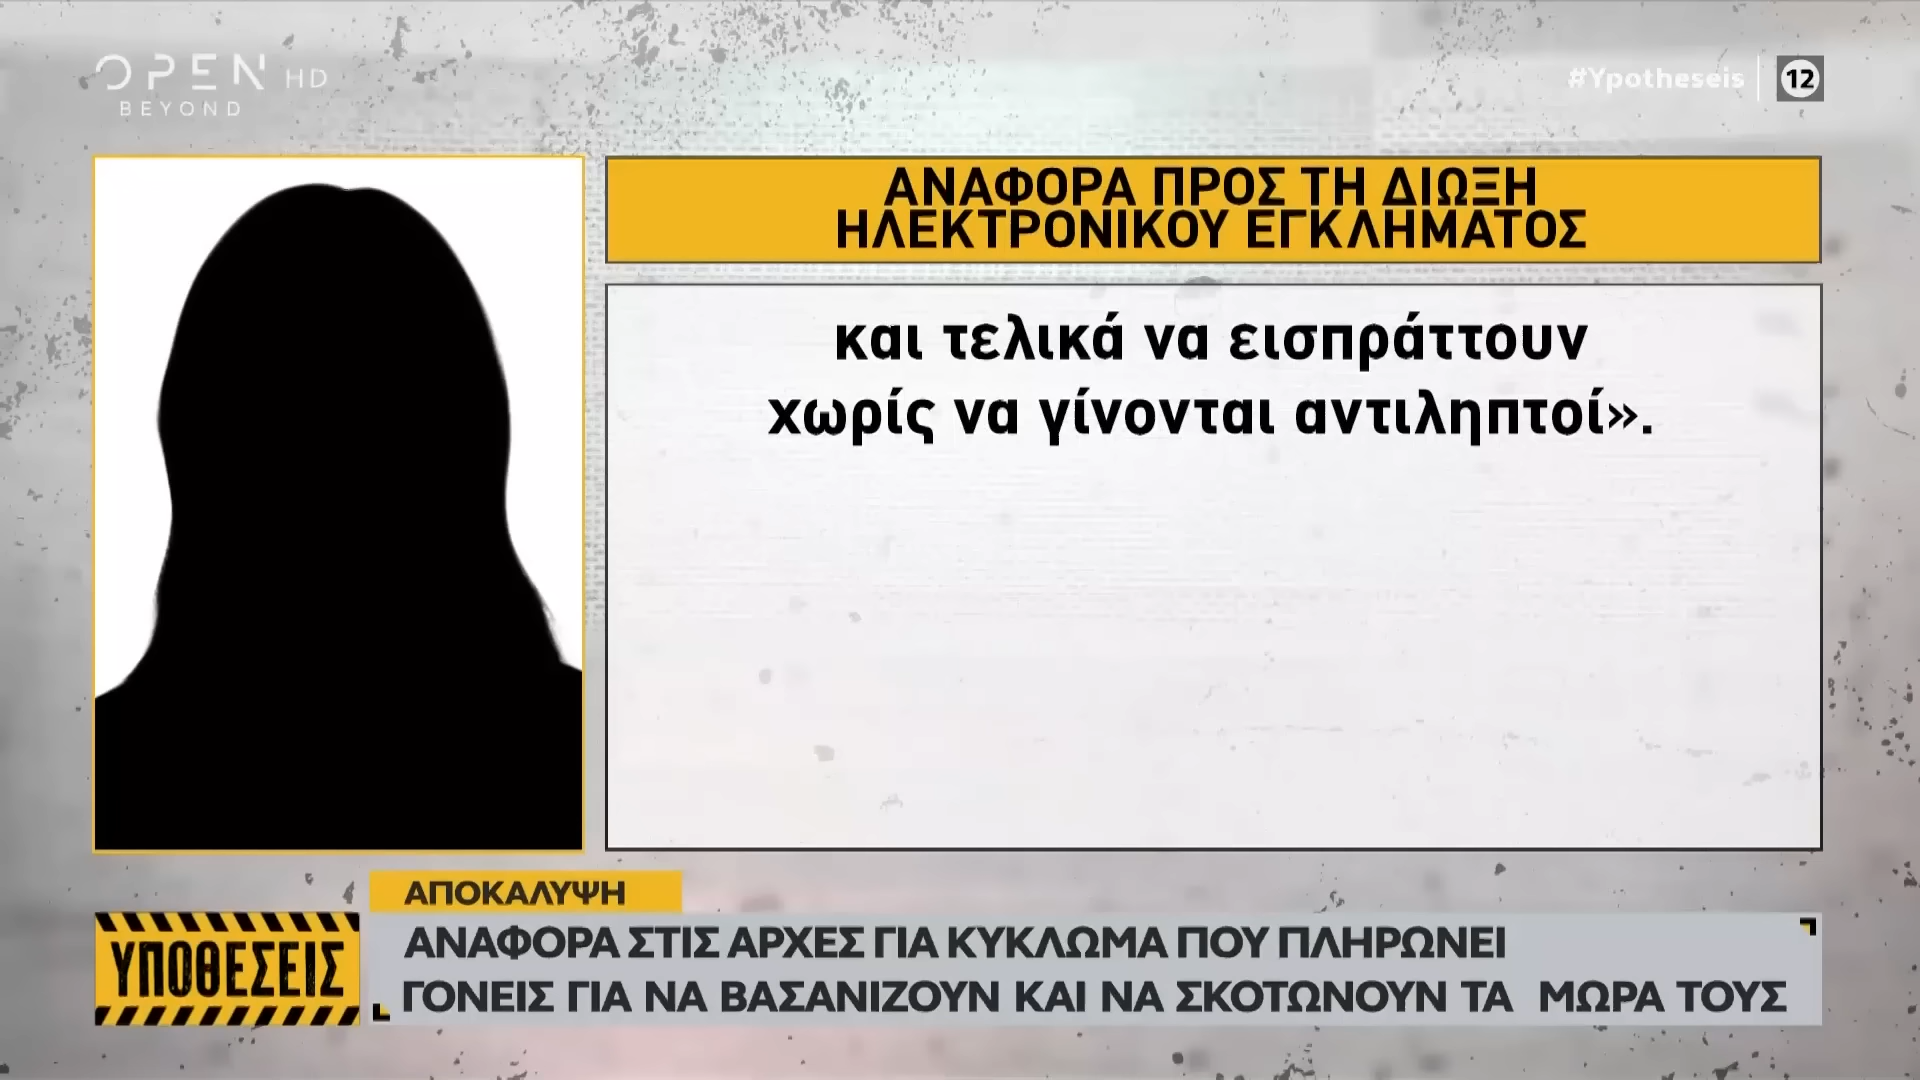 OPEN HD
BEYOND
#Ypotheseis
12
ΑΝΑΦΟΡΑ ΠΡΟΣ ΤΗ ΔΙΩΞΗ
ΗΛΕΚΤΡΟΝΙΚΟΥ ΕΓΚΛΗΜΑΤΟΣ
και τελικά να εισπράττουν
χωρίς να γίνονται αντιληπτοί».
ΑΠΟΚΑΛΥΨΗ
ΥΠΟΘΕΣΕΙΣ
ΑΝΑΦΟΡΑ ΣΤΙΣ ΑΡΧΕΣ ΓΙΑ ΚΥΚΛΩΜΑ ΠΟΥ ΠΛΗΡΩΝΕΙ
ΓΟΝΕΙΣ ΓΙΑ ΝΑ ΒΑΣΑΝΙΖΟΥΝ ΚΑΙ ΝΑ ΣΚΟΤΩΝΟΥΝ ΤΑ ΜΩΡΑ ΤΟΥΣ